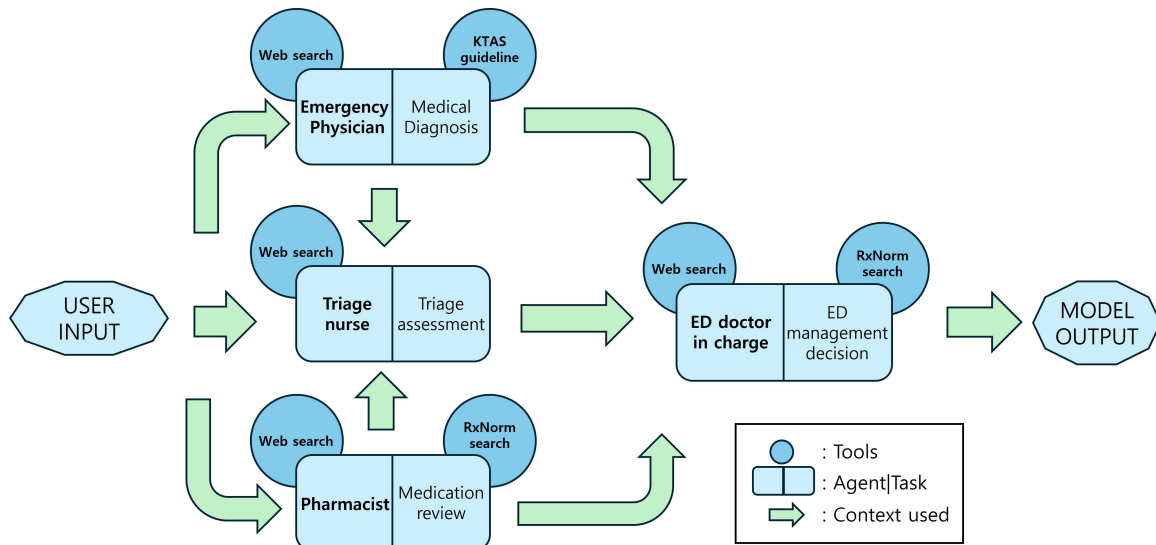 Web search
KTAS
guideline
Emergency
Physician
Medical
Diagnosis
Web search
Triage
nurse
Triage
assessment
USER
INPUT
Web search
RxNorm
search
Pharmacist
Medication
review
Web search
RxNorm
search
ED doctor
in charge
ED
management
decision
MODEL
OUTPUT
: Tools
: Agent|Task
: Context used